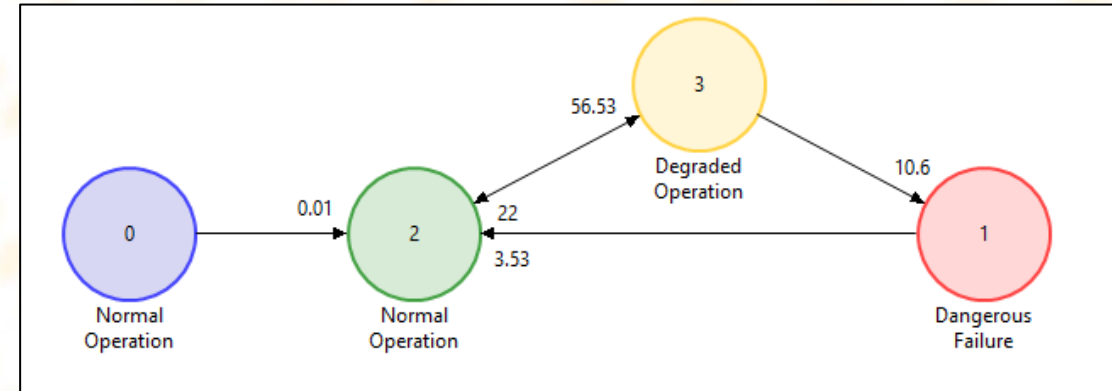 3
56.53
Degraded
Operation
10.6
0
0.01
2
22
3.53
1
Normal
Operation
Normal
Operation
Dangerous
Failure